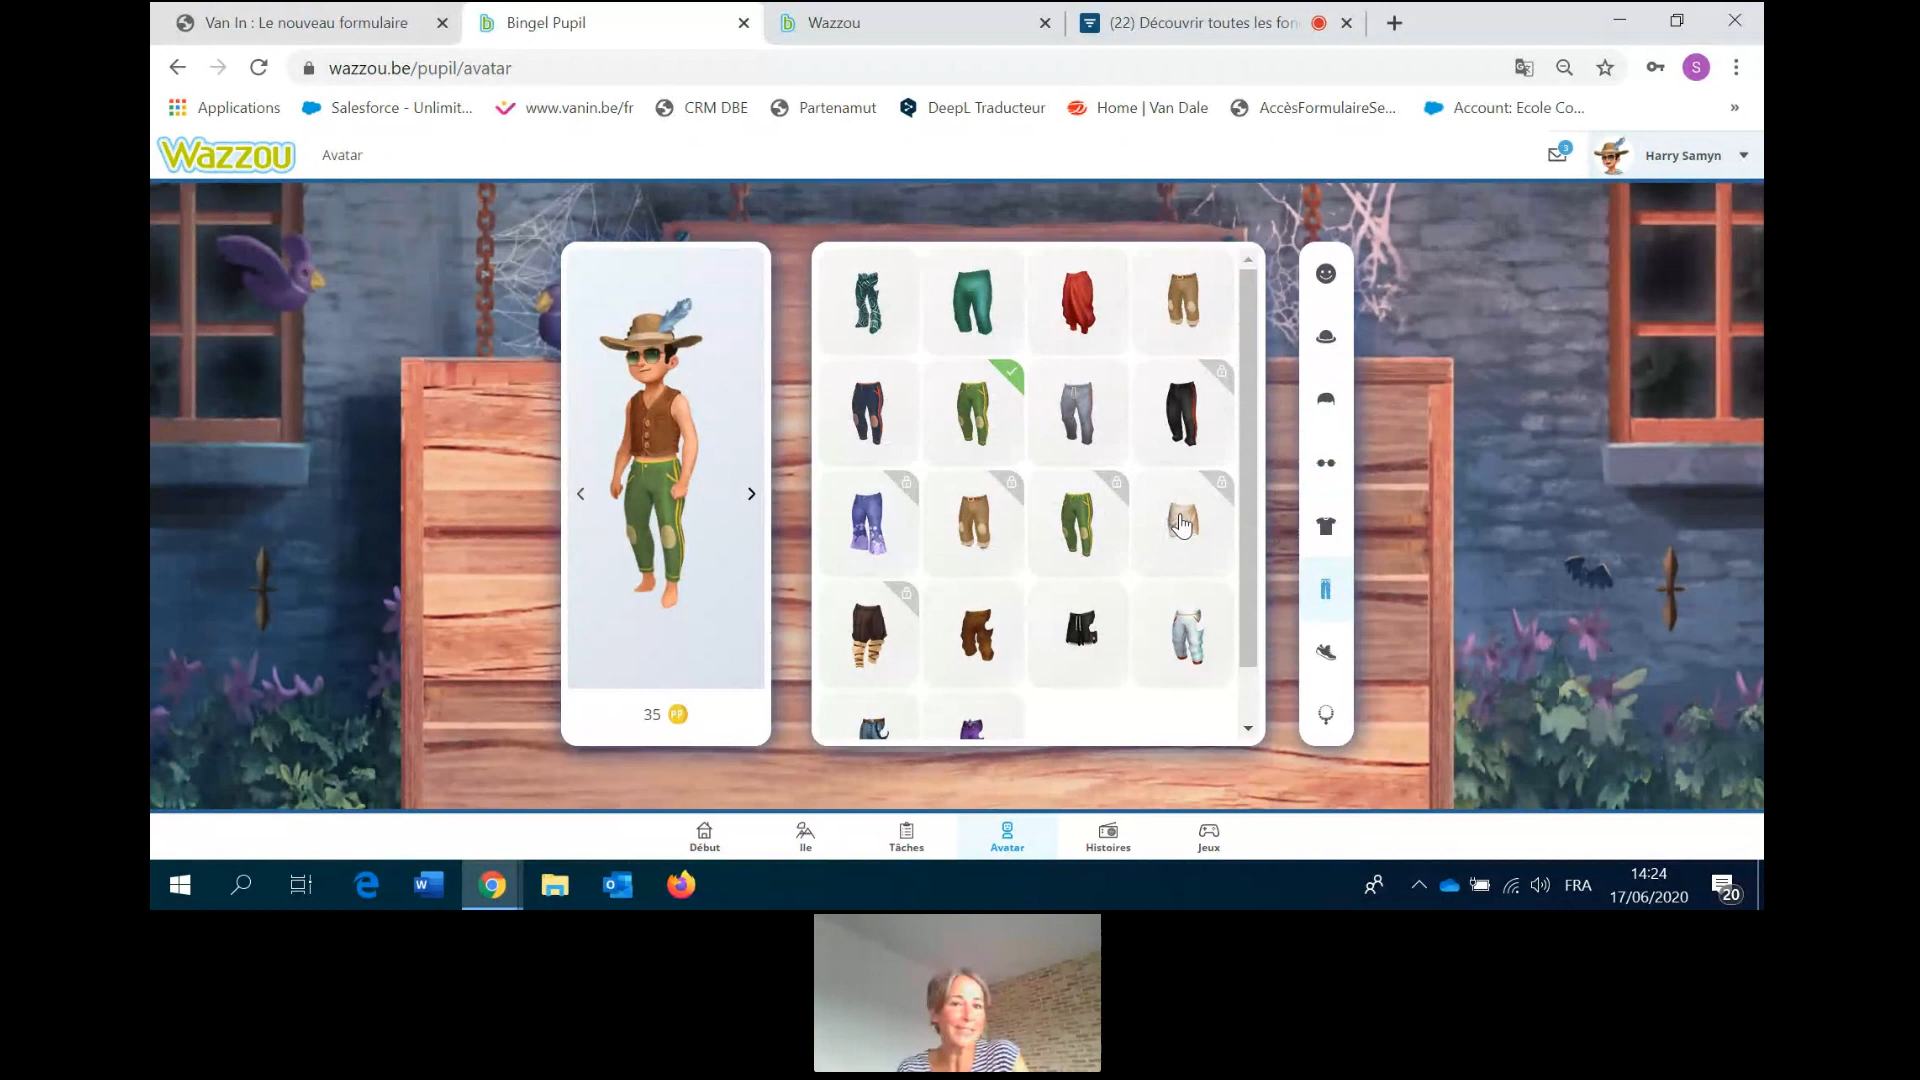 Van In : Le nouveau formulaire
Bingel Pupil
Wazzou
(22) Découvrir toutes les fon
wazzou.be/pupil/avatar
S
Applications
Salesforce - Unlimit...
www.vanin.be/fr
CRM DBE
Partenamut
DeepL Traducteur
Home | Van Dale
AccèsFormulaireSe...
Account: Ecole Co...
»
Wazzou
Avatar
3
Harry Samyn
35 PP
Début
Ile
Tâches
Avatar
Histoires
Jeux
FRA
14:24
17/06/2020
20